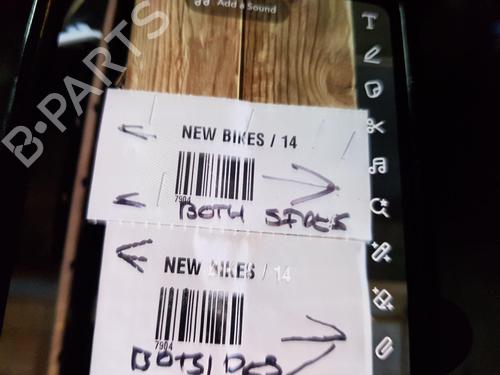 Add a Sound
T
B-PARTS
NEW BIKES / 14
7904
BOTH SIDES
NEW BIKES / 14
7904
BOTSIDES